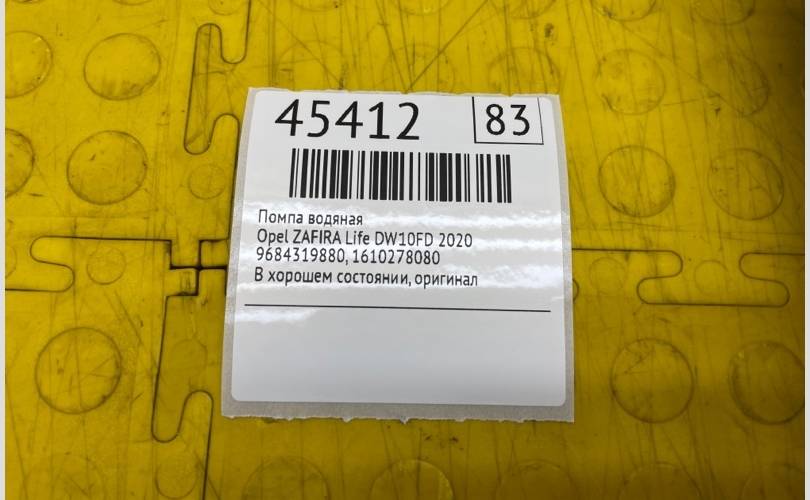 45412
83
Помпа водяная
Opel ZAFIRA Life DW10FD 2020
9684319880, 1610278080
В хорошем состоянии, оригинал